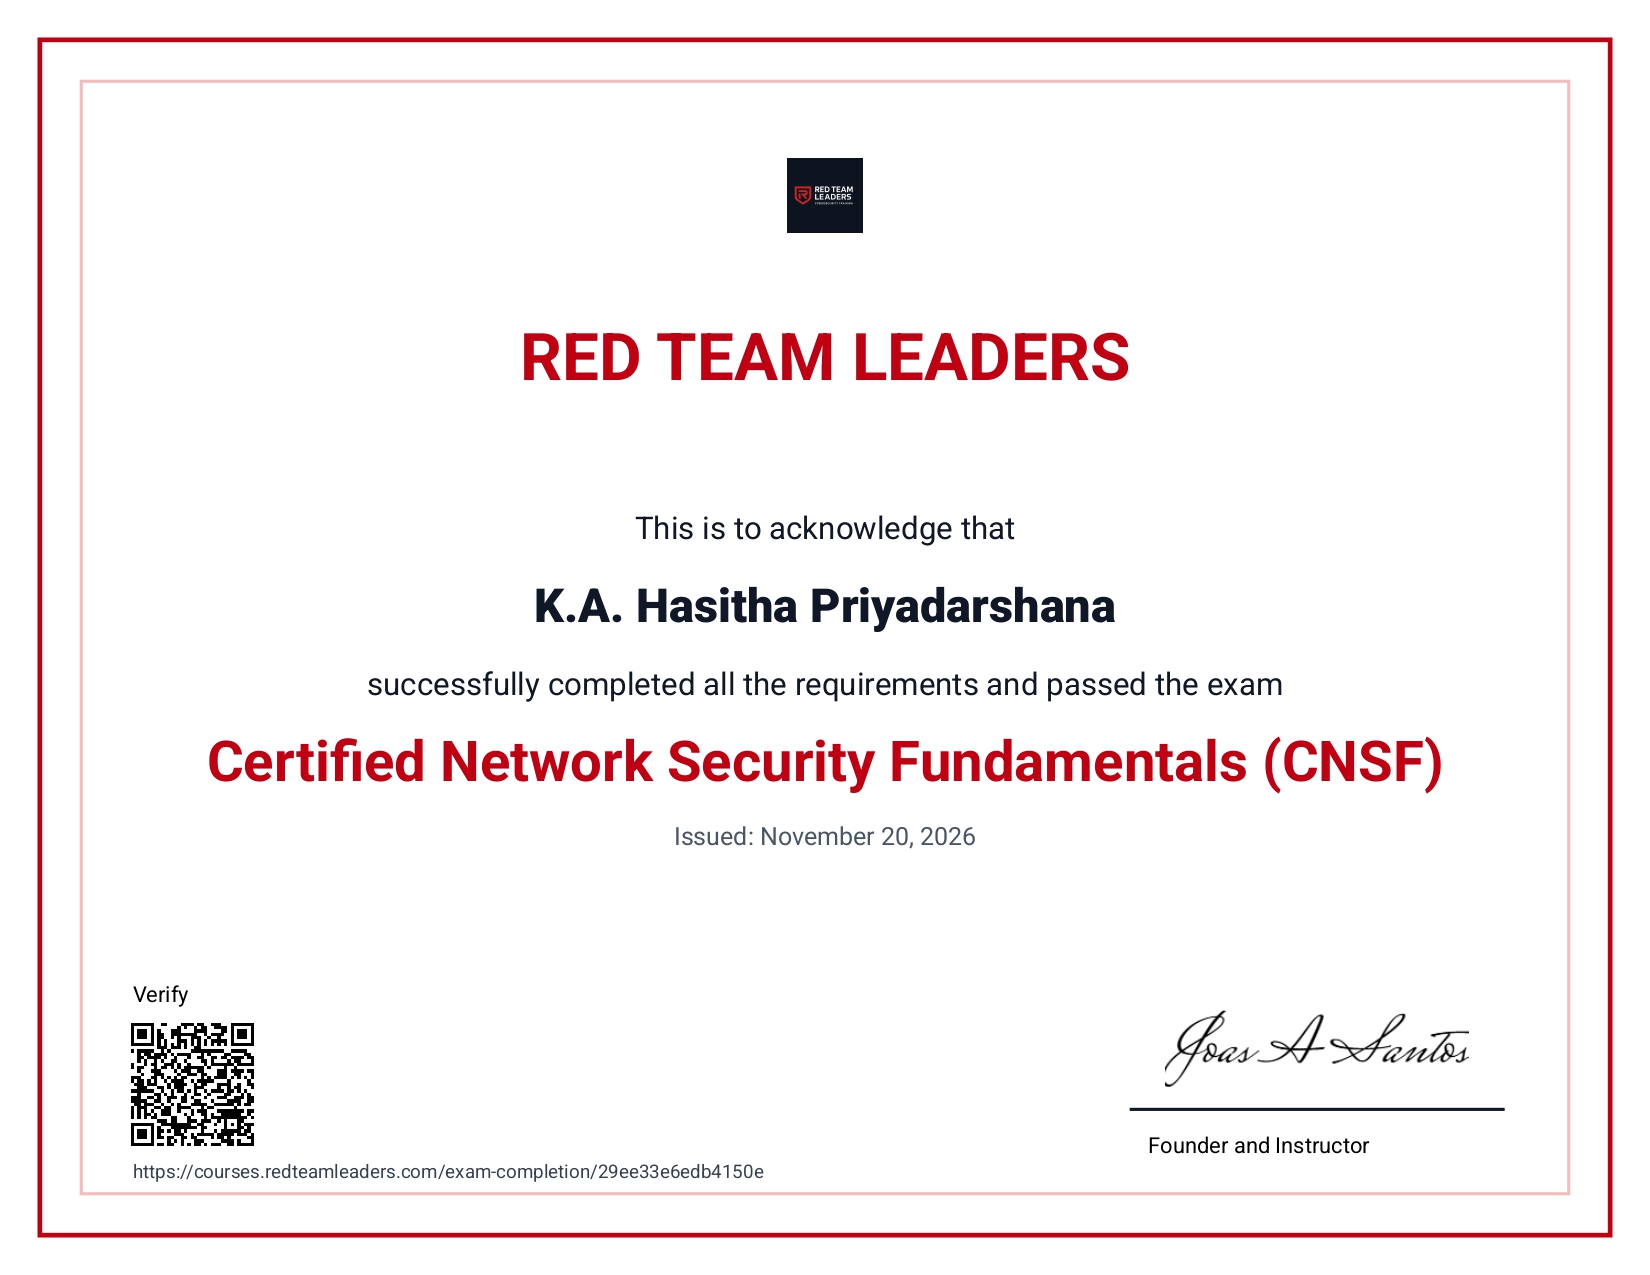 RED TEAM
LEADERS
CYBERSECURITY TRAINING
RED TEAM LEADERS
This is to acknowledge that
K.A. Hasitha Priyadarshana
successfully completed all the requirements and passed the exam
Certified Network Security Fundamentals (CNSF)
Issued: November 20, 2026
Verify
https://courses.redteamleaders.com/exam-completion/29ee33e6edb4150e
Joas A Santos
Founder and Instructor